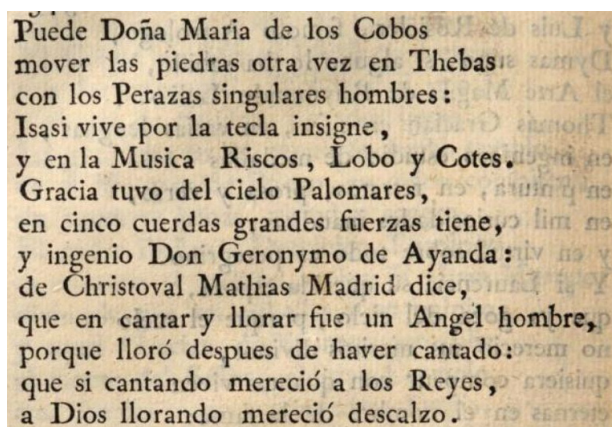 Puede Doña Maria de los Cobos
mover las piedras otra vez en Thebas
con los Perazas singulares hombres:
Isasi vive por la tecla insigne,
y en la Musica Riscos, Lobo y Cotes.
Gracia tuvo del cielo Palomares,
en cinco cuerdas grandes fuerzas tiene,
y ingenio Don Geronymo de Ayanda:
de Christoval Mathias Madrid dice,
que en cantar y llorar fue un Angel hombre,
porque lloró despues de haver cantado:
que si cantando mereció a los Reyes,
a Dios llorando mereció descalzo.